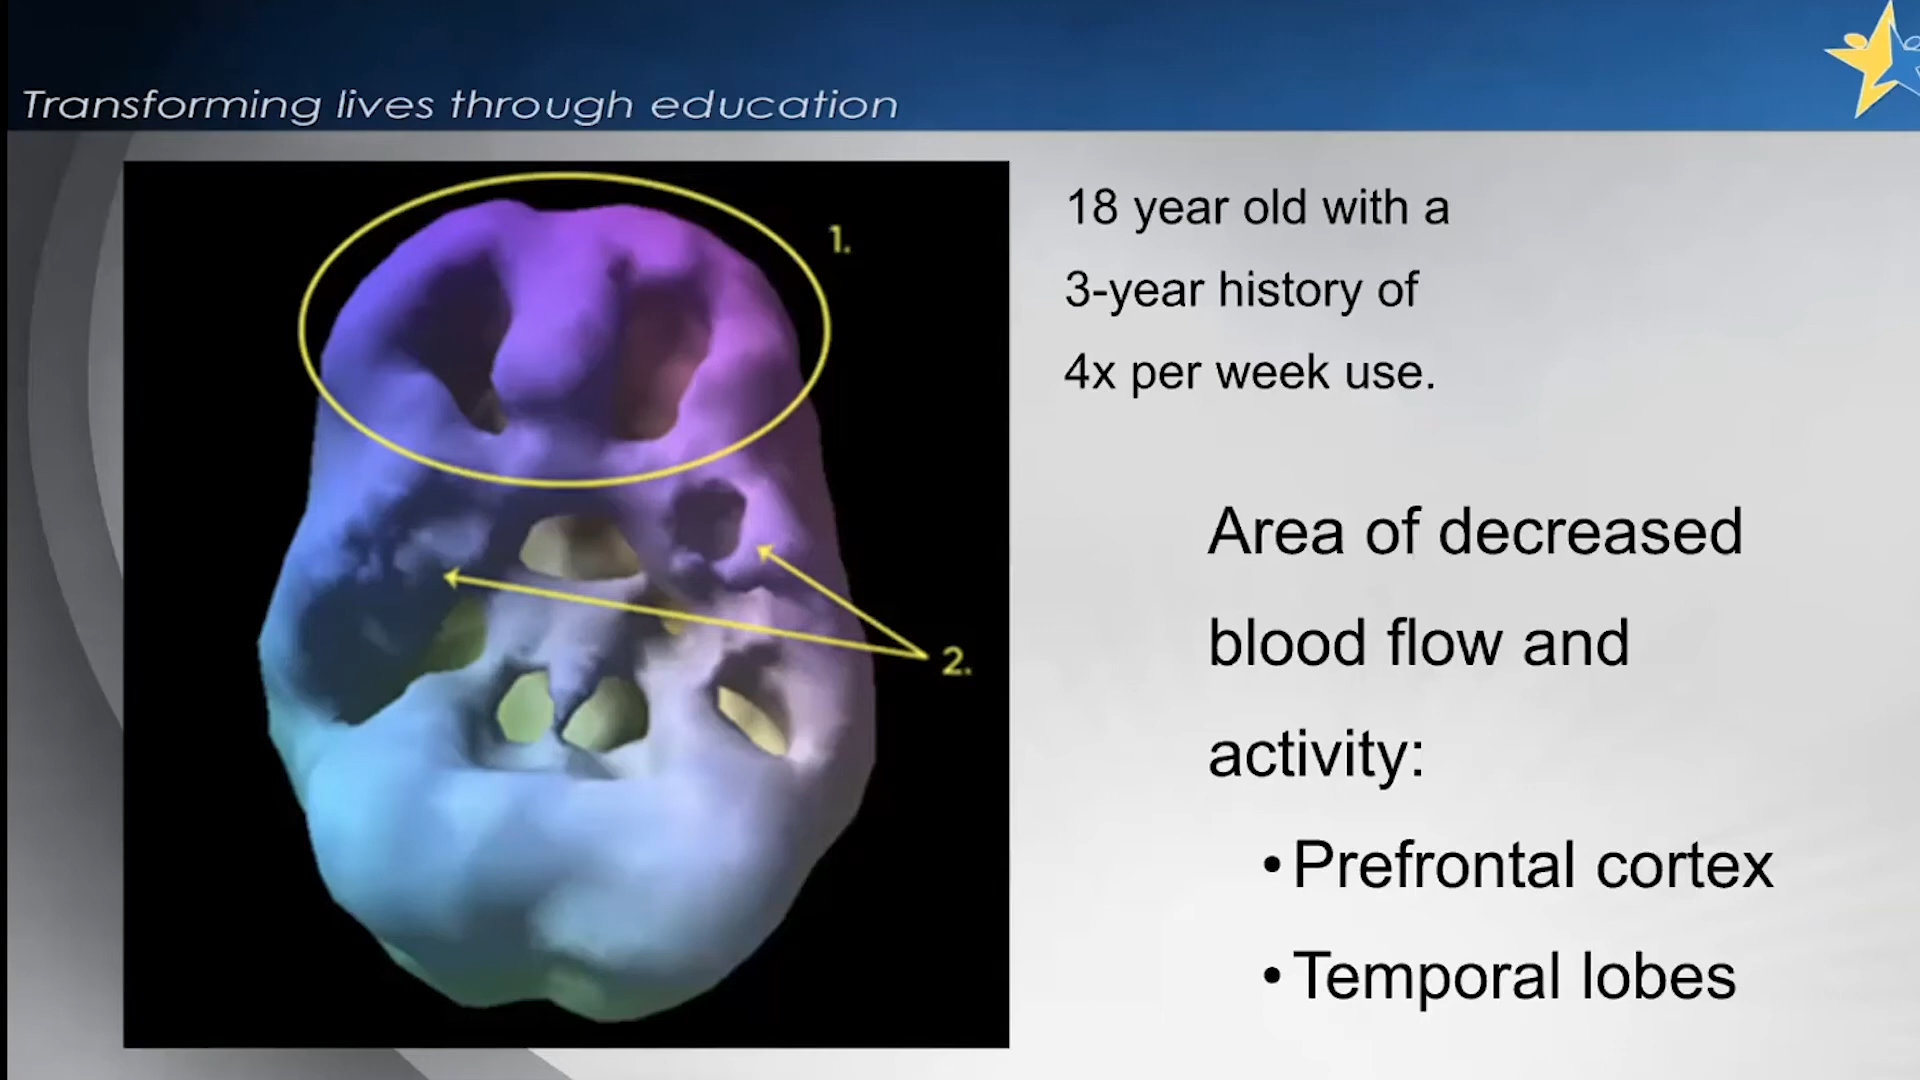 Transforming lives through education
1.
2.
18 year old with a
3-year history of
4x per week use.
Area of decreased
blood flow and
activity:
•Prefrontal cortex
•Temporal lobes